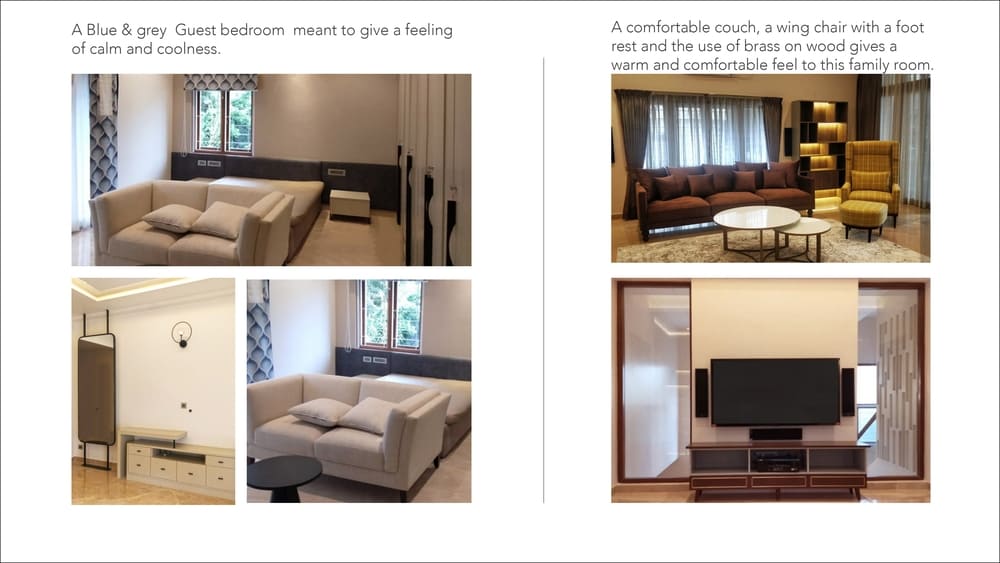 A Blue & grey  Guest bedroom  meant to give a feeling
of calm and coolness.
A comfortable couch, a wing chair with a foot
rest and the use of brass on wood gives a
warm and comfortable feel to this family room.